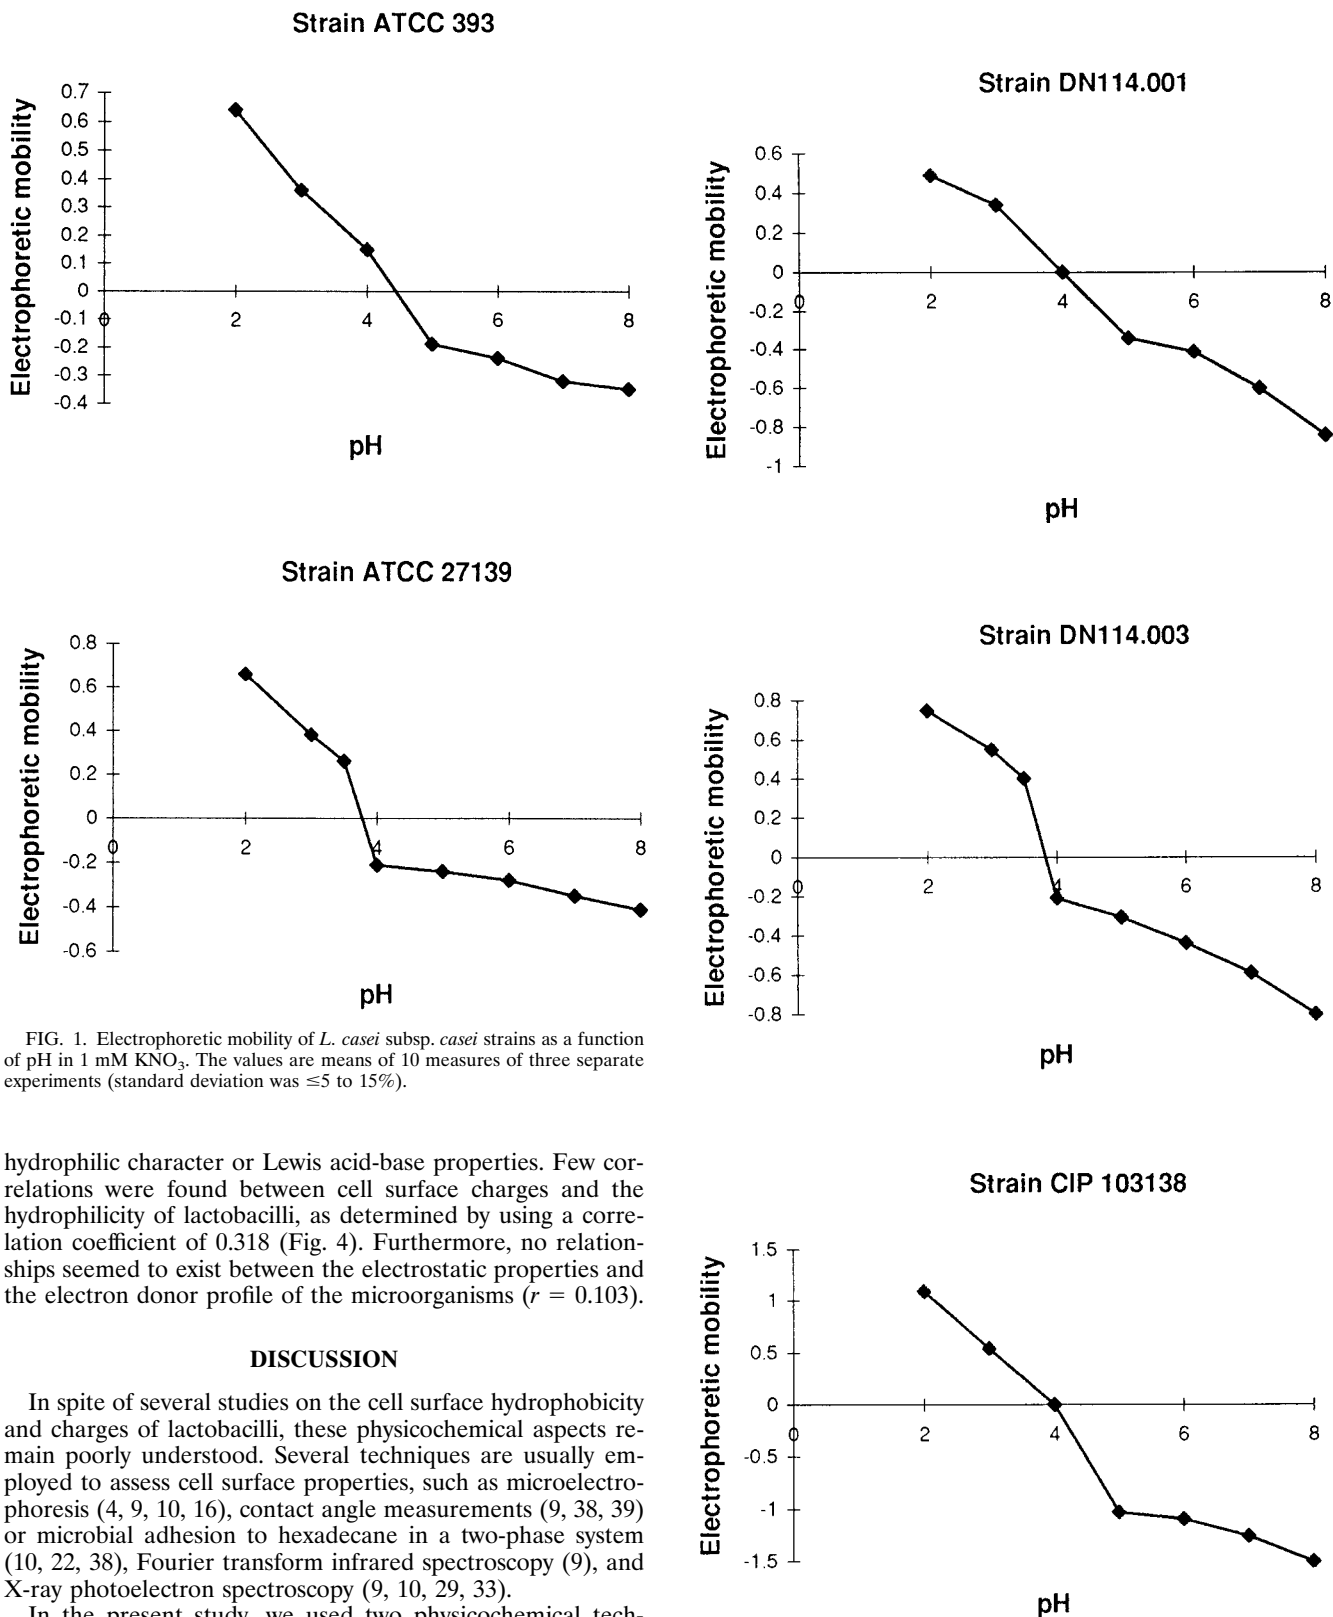 Strain ATCC 393
Electrophoretic mobility
0.7
0.6
0.5
0.4
0.3
0.2
0.1
0
-0.1
-0.2
-0.3
-0.4
0 2 4 6 8
pH
Strain ATCC 27139
Electrophoretic mobility
0.8
0.6
0.4
0.2
0
-0.2
-0.4
-0.6
0 2 4 6 8
pH
FIG. 1. Electrophoretic mobility of L. casei subsp. casei strains as a function
of pH in 1 mM KNO₃. The values are means of 10 measures of three separate
experiments (standard deviation was ≤5 to 15%).
hydrophilic character or Lewis acid-base properties. Few cor-
relations were found between cell surface charges and the
hydrophilicity of lactobacilli, as determined by using a corre-
lation coefficient of 0.318 (Fig. 4). Furthermore, no relation-
ships seemed to exist between the electrostatic properties and
the electron donor profile of the microorganisms (r = 0.103).
DISCUSSION
In spite of several studies on the cell surface hydrophobicity
and charges of lactobacilli, these physicochemical aspects re-
main poorly understood. Several techniques are usually em-
ployed to assess cell surface properties, such as microelectro-
phoresis (4, 9, 10, 16), contact angle measurements (9, 38, 39)
or microbial adhesion to hexadecane in a two-phase system
(10, 22, 38), Fourier transform infrared spectroscopy (9), and
X-ray photoelectron spectroscopy (9, 10, 29, 33).
In the present study, we used two physicochemical tech-
Strain DN114.001
Electrophoretic mobility
0.6
0.4
0.2
0
-0.2
-0.4
-0.6
-0.8
-1
0 2 4 6 8
pH
Strain DN114.003
Electrophoretic mobility
0.8
0.6
0.4
0.2
0
-0.2
-0.4
-0.6
-0.8
0 2 4 6 8
pH
Strain CIP 103138
Electrophoretic mobility
1.5
1
0.5
0
-0.5
-1
-1.5
0 2 4 6 8
pH